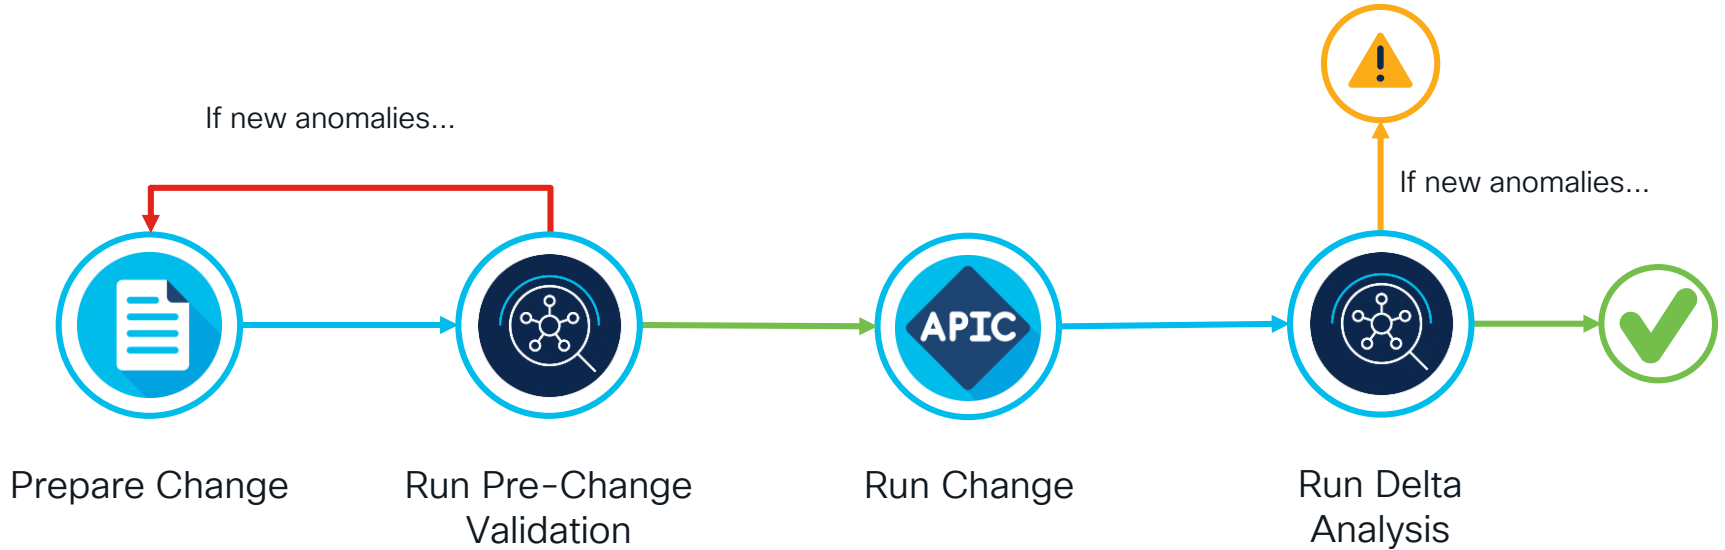 If new anomalies...
If new anomalies...
APIC
Prepare Change
Run Pre-Change
Validation
Run Change
Run Delta
Analysis